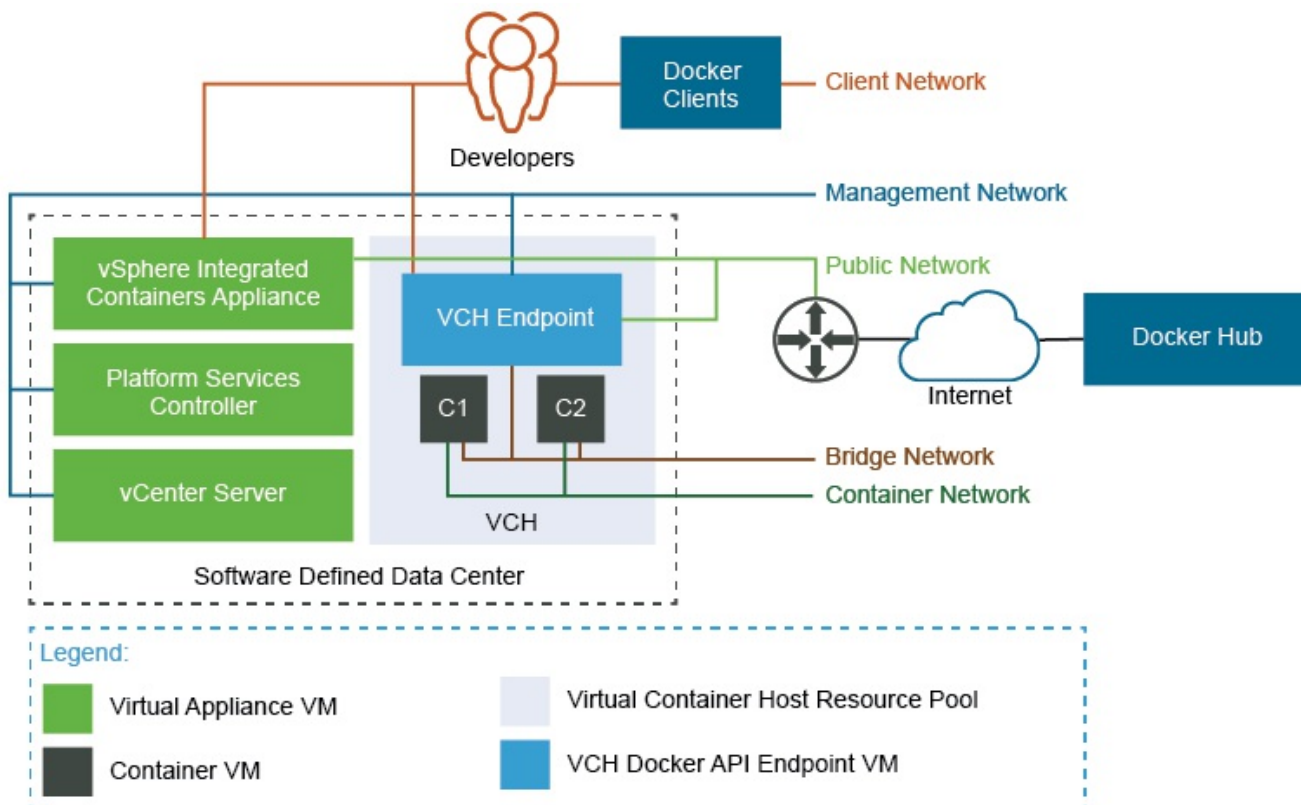 Docker
Clients
Client Network
Developers
Management Network
vSphere Integrated
Containers Appliance
Public Network
VCH Endpoint
Docker Hub
Platform Services
Controller
C1
C2
Internet
Bridge Network
vCenter Server
Container Network
VCH
Software Defined Data Center
Legend:
Virtual Appliance VM
Virtual Container Host Resource Pool
Container VM
VCH Docker API Endpoint VM